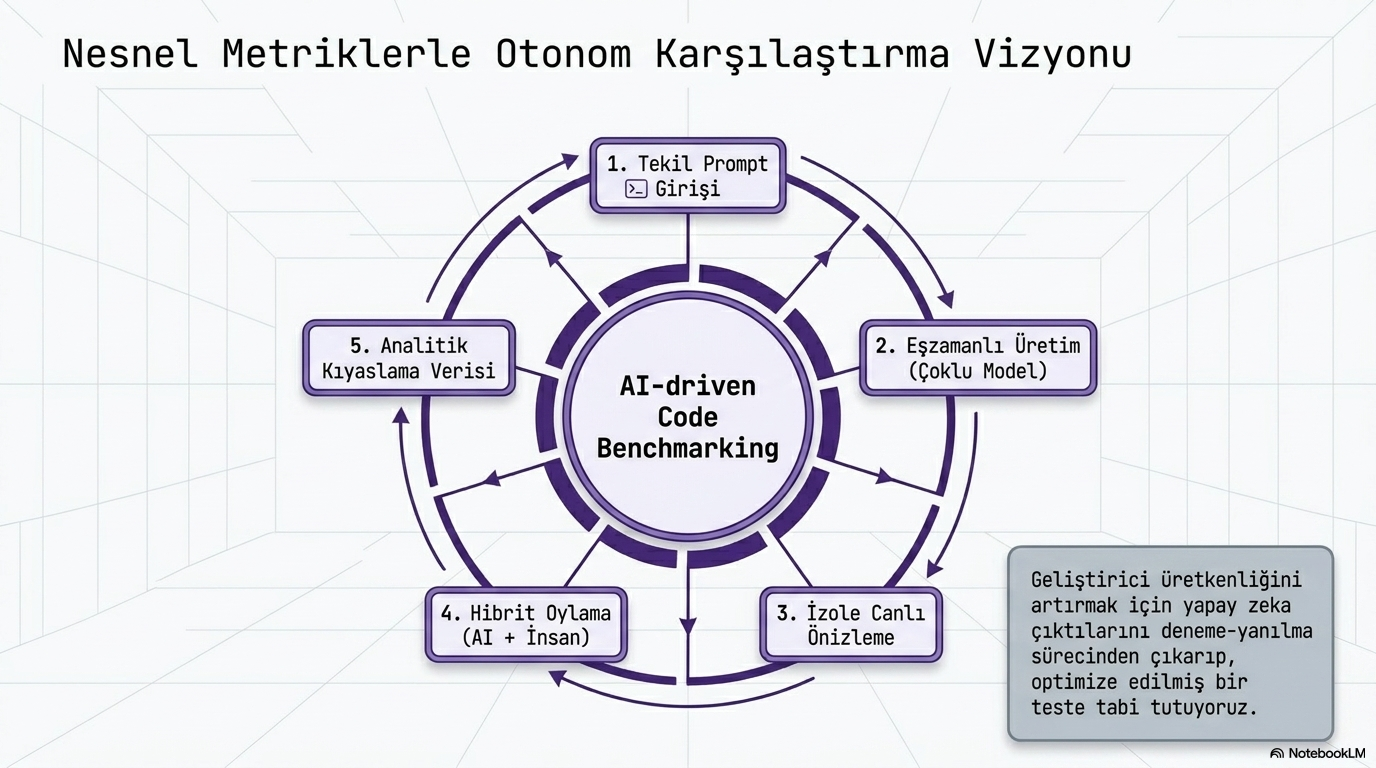 Nesnel Metriklerle Otonom Karşılaştırma Vizyonu
1. Tekil Prompt
Girişi
2. Eşzamanlı Üretim
(Çoklu Model)
3. İzole Canlı
Önizleme
4. Hibrit Oylama
(AI + İnsan)
5. Analitik
Kıyaslama Verisi
AI-driven
Code
Benchmarking
Geliştirici üretkenliğini
artırmak için yapay zeka
çıktılarını deneme-yanılma
sürecinden çıkarıp,
optimize edilmiş bir
teste tabi tutuyoruz.
NotebookLM